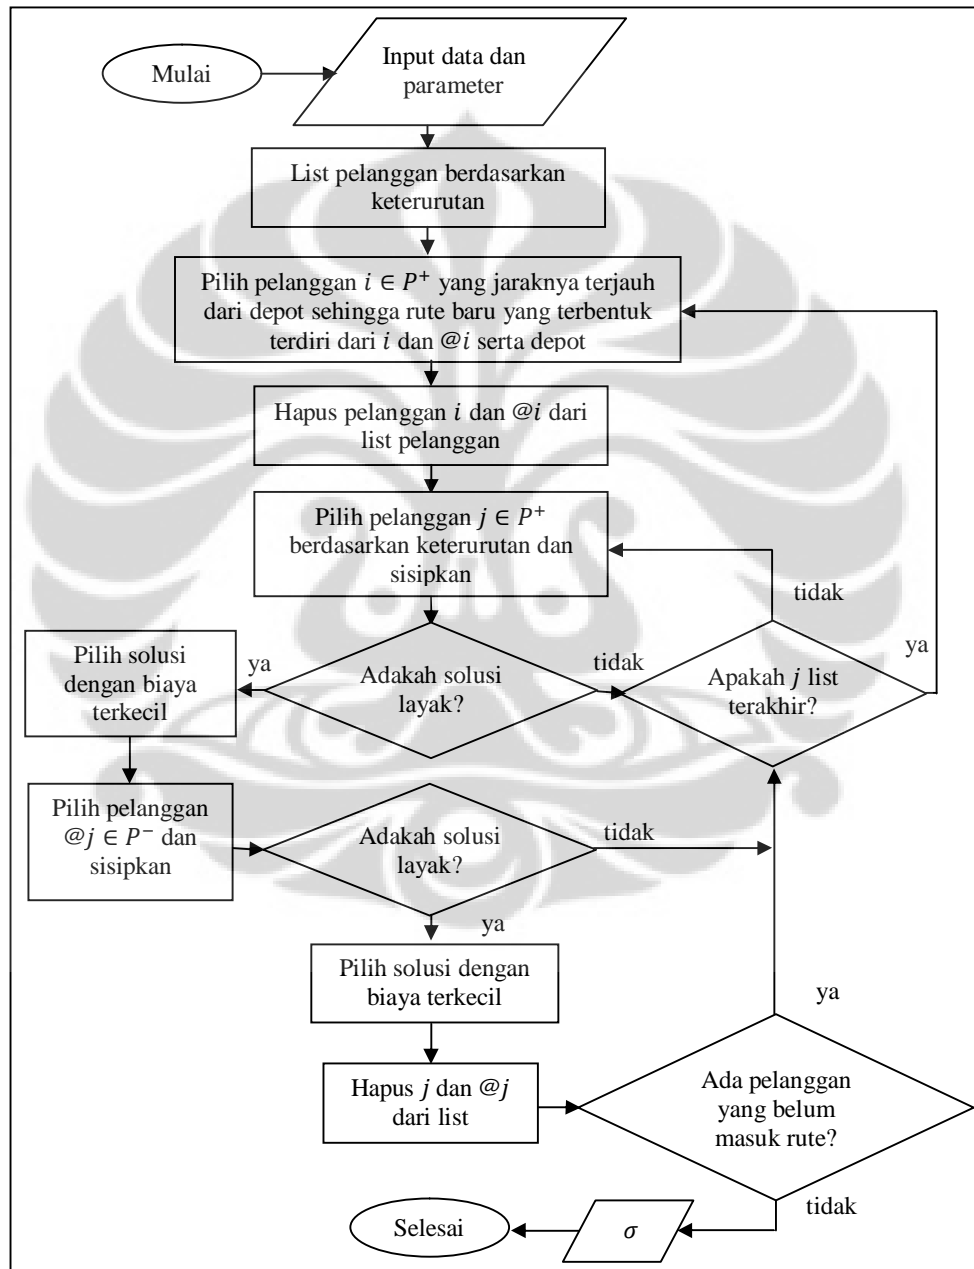 Mulai
Input data dan
parameter
List pelanggan berdasarkan
keterurutan
Pilih pelanggan 𝑖 ∈ 𝑃⁺ yang jaraknya terjauh
dari depot sehingga rute baru yang terbentuk
terdiri dari 𝑖 dan @𝑖 serta depot
Hapus pelanggan 𝑖 dan @𝑖 dari
list pelanggan
Pilih pelanggan 𝑗 ∈ 𝑃⁺
berdasarkan keterurutan dan
sisipkan
tidak
Pilih solusi
dengan biaya
terkecil
ya
Adakah solusi
layak?
tidak
Apakah 𝑗 list
terakhir?
ya
Pilih pelanggan
@𝑗 ∈ 𝑃⁻ dan
sisipkan
Adakah solusi
layak?
tidak
ya
Pilih solusi dengan
biaya terkecil
ya
Hapus 𝑗 dan @𝑗
dari list
Ada pelanggan
yang belum
masuk rute?
tidak
Selesai
𝜎